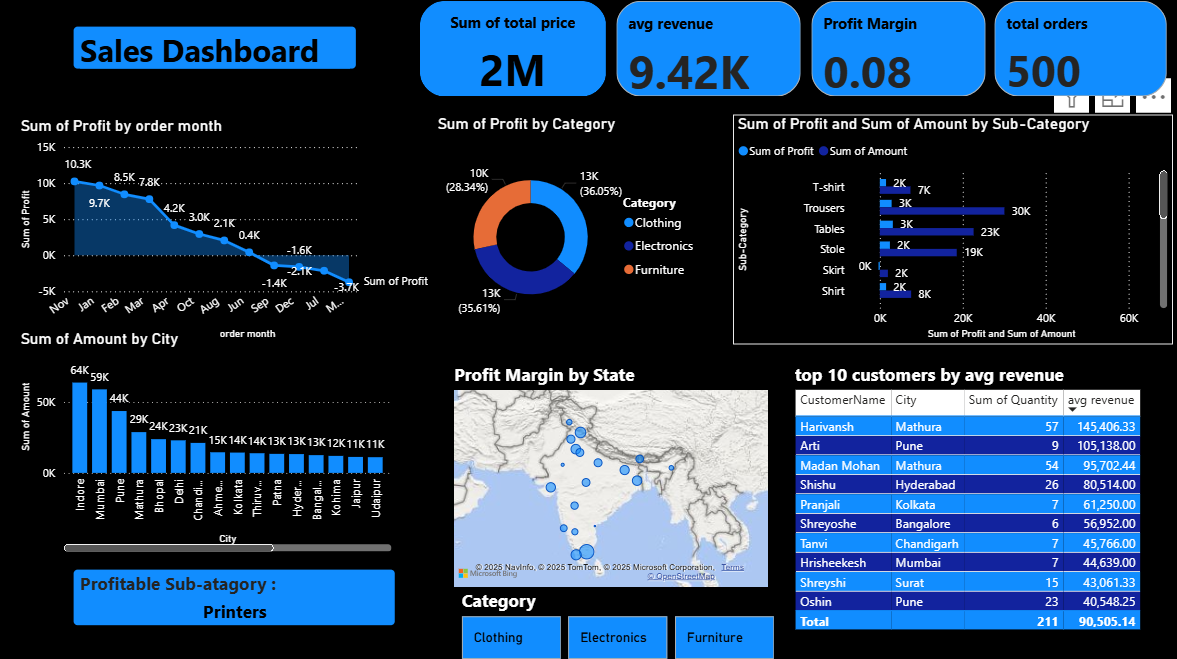 Sales Dashboard
Sum of total price
2M
avg revenue
9.42K
Profit Margin
0.08
total orders
500
Sum of Profit by order month
Sum of Profit
15K
10K
5K
0K
-5K
10.3K
9.7K
8.5K
7.8K
4.2K
3.0K
2.1K
0.4K
-1.4K
-1.6K
-2.1K
-3.7K
Sum of Profit
Nov
Jan
Feb
Mar
Apr
Oct
Aug
Jun
Sep
Dec
Jul
M...
order month
Sum of Profit by Category
10K
(28.34%)
13K
(36.05%)
13K
(35.61%)
Category
Clothing
Electronics
Furniture
Sum of Profit and Sum of Amount by Sub-Category
Sum of Profit Sum of Amount
Sub-Category
T-shirt 2K 7K
Trousers 3K 30K
Tables 3K 23K
Stole 2K 19K
Skirt 0K 2K
Shirt 2K 8K
0K 20K 40K 60K
Sum of Profit and Sum of Amount
Sum of Amount by City
Sum of Amount
50K
0K
64K
59K
44K
29K
24K
23K
21K
15K
14K
14K
13K
13K
13K
12K
11K
11K
Indore
Mumbai
Pune
Mathura
Bhopal
Delhi
Chandi...
Ahme...
Kolkata
Thiruv...
Patna
Hyder...
Bangal...
Kohima
Jaipur
Udaipur
City
Profitable Sub-atagory :
Printers
Profit Margin by State
Microsoft Bing
© 2025 NavInfo, © 2025 TomTom, © 2025 Microsoft Corporation, Terms
© OpenStreetMap
Category
Clothing
Electronics
Furniture
top 10 customers by avg revenue
CustomerName City Sum of Quantity avg revenue
Harivansh Mathura 57 145,406.33
Arti Pune 9 105,138.00
Madan Mohan Mathura 54 95,702.44
Shishu Hyderabad 26 80,514.00
Pranjali Kolkata 7 61,250.00
Shreyoshe Bangalore 6 56,952.00
Tanvi Chandigarh 7 45,766.00
Hrisheekesh Mumbai 7 44,639.00
Shreyshi Surat 15 43,061.33
Oshin Pune 23 40,548.25
Total 211 90,505.14